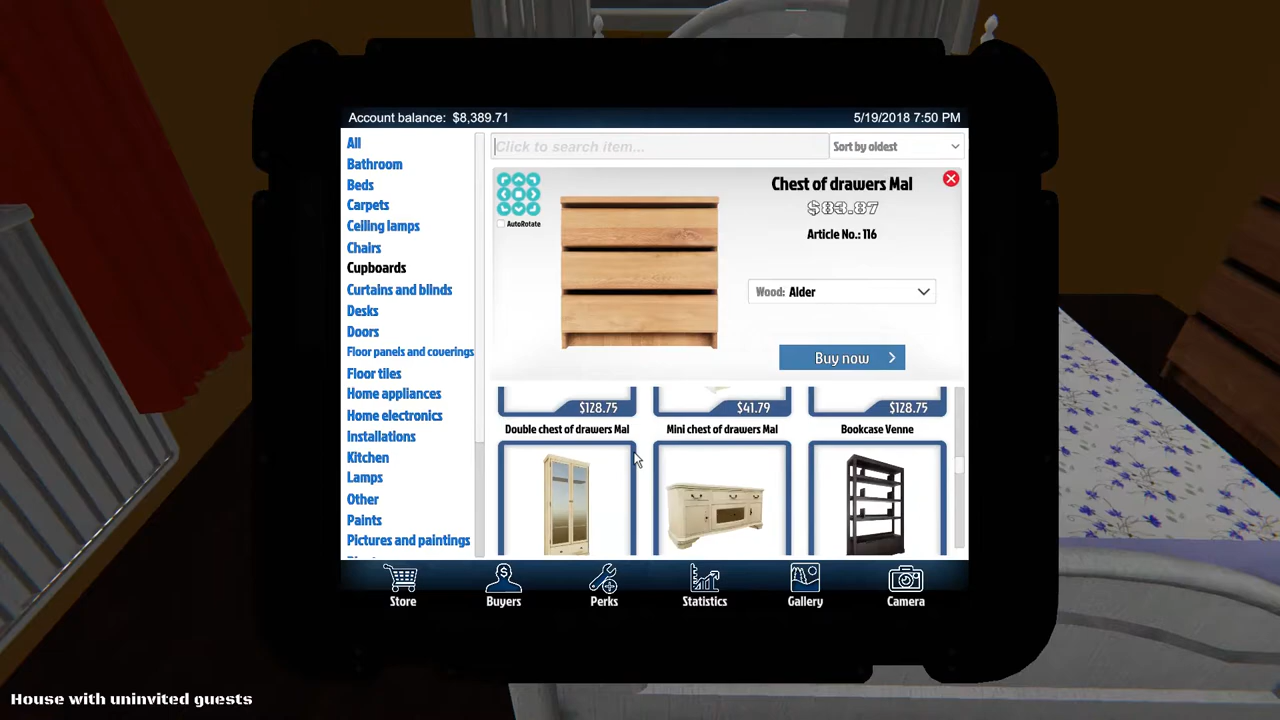 Account balance: $8,389.71
5/19/2018 7:50 PM
All
Bathroom
Beds
Carpets
Ceiling lamps
Chairs
Cupboards
Curtains and blinds
Desks
Doors
Floor panels and coverings
Floor tiles
Home appliances
Home electronics
Installations
Kitchen
Lamps
Other
Paints
Pictures and paintings
Click to search item...
Sort by oldest
AutoRotate
Chest of drawers Mal
$83.87
Article No.: 116
Wood: Alder
Buy now
$128.75
$41.79
$128.75
Double chest of drawers Mal
Mini chest of drawers Mal
Bookcase Venne
Store
Buyers
Perks
Statistics
Gallery
Camera
House with uninvited guests